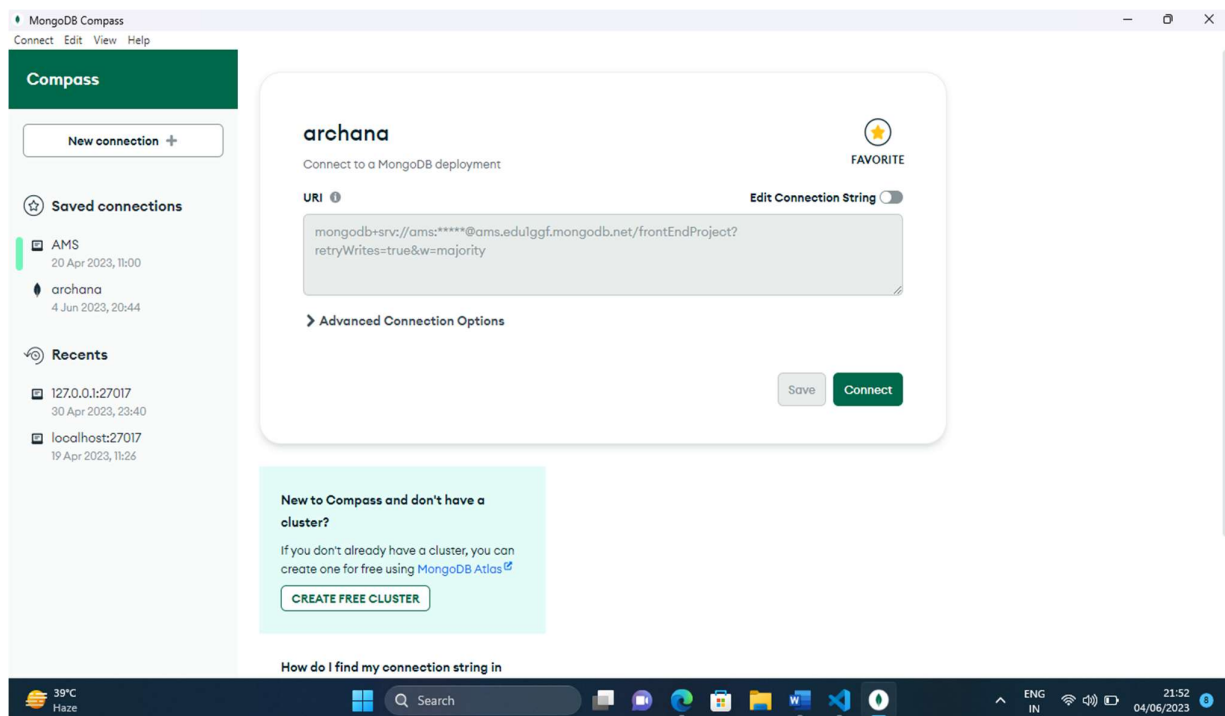 MongoDB Compass
Connect Edit View Help
Compass
New connection
Saved connections
AMS
20 Apr 2023, 11:00
archana
4 Jun 2023, 20:44
Recents
127.0.0.1:27017
30 Apr 2023, 23:40
localhost:27017
19 Apr 2023, 11:26
archana
Connect to a MongoDB deployment
FAVORITE
URI
Edit Connection String
mongodb+srv://ams:*****@ams.edu1ggf.mongodb.net/frontEndProject?
retryWrites=true&w=majority
Advanced Connection Options
Save
Connect
New to Compass and don't have a
cluster?
If you don't already have a cluster, you can
create one for free using MongoDB Atlas
CREATE FREE CLUSTER
How do I find my connection string in
39°C
Haze
Search
ENG
IN
21:52
04/06/2023
8